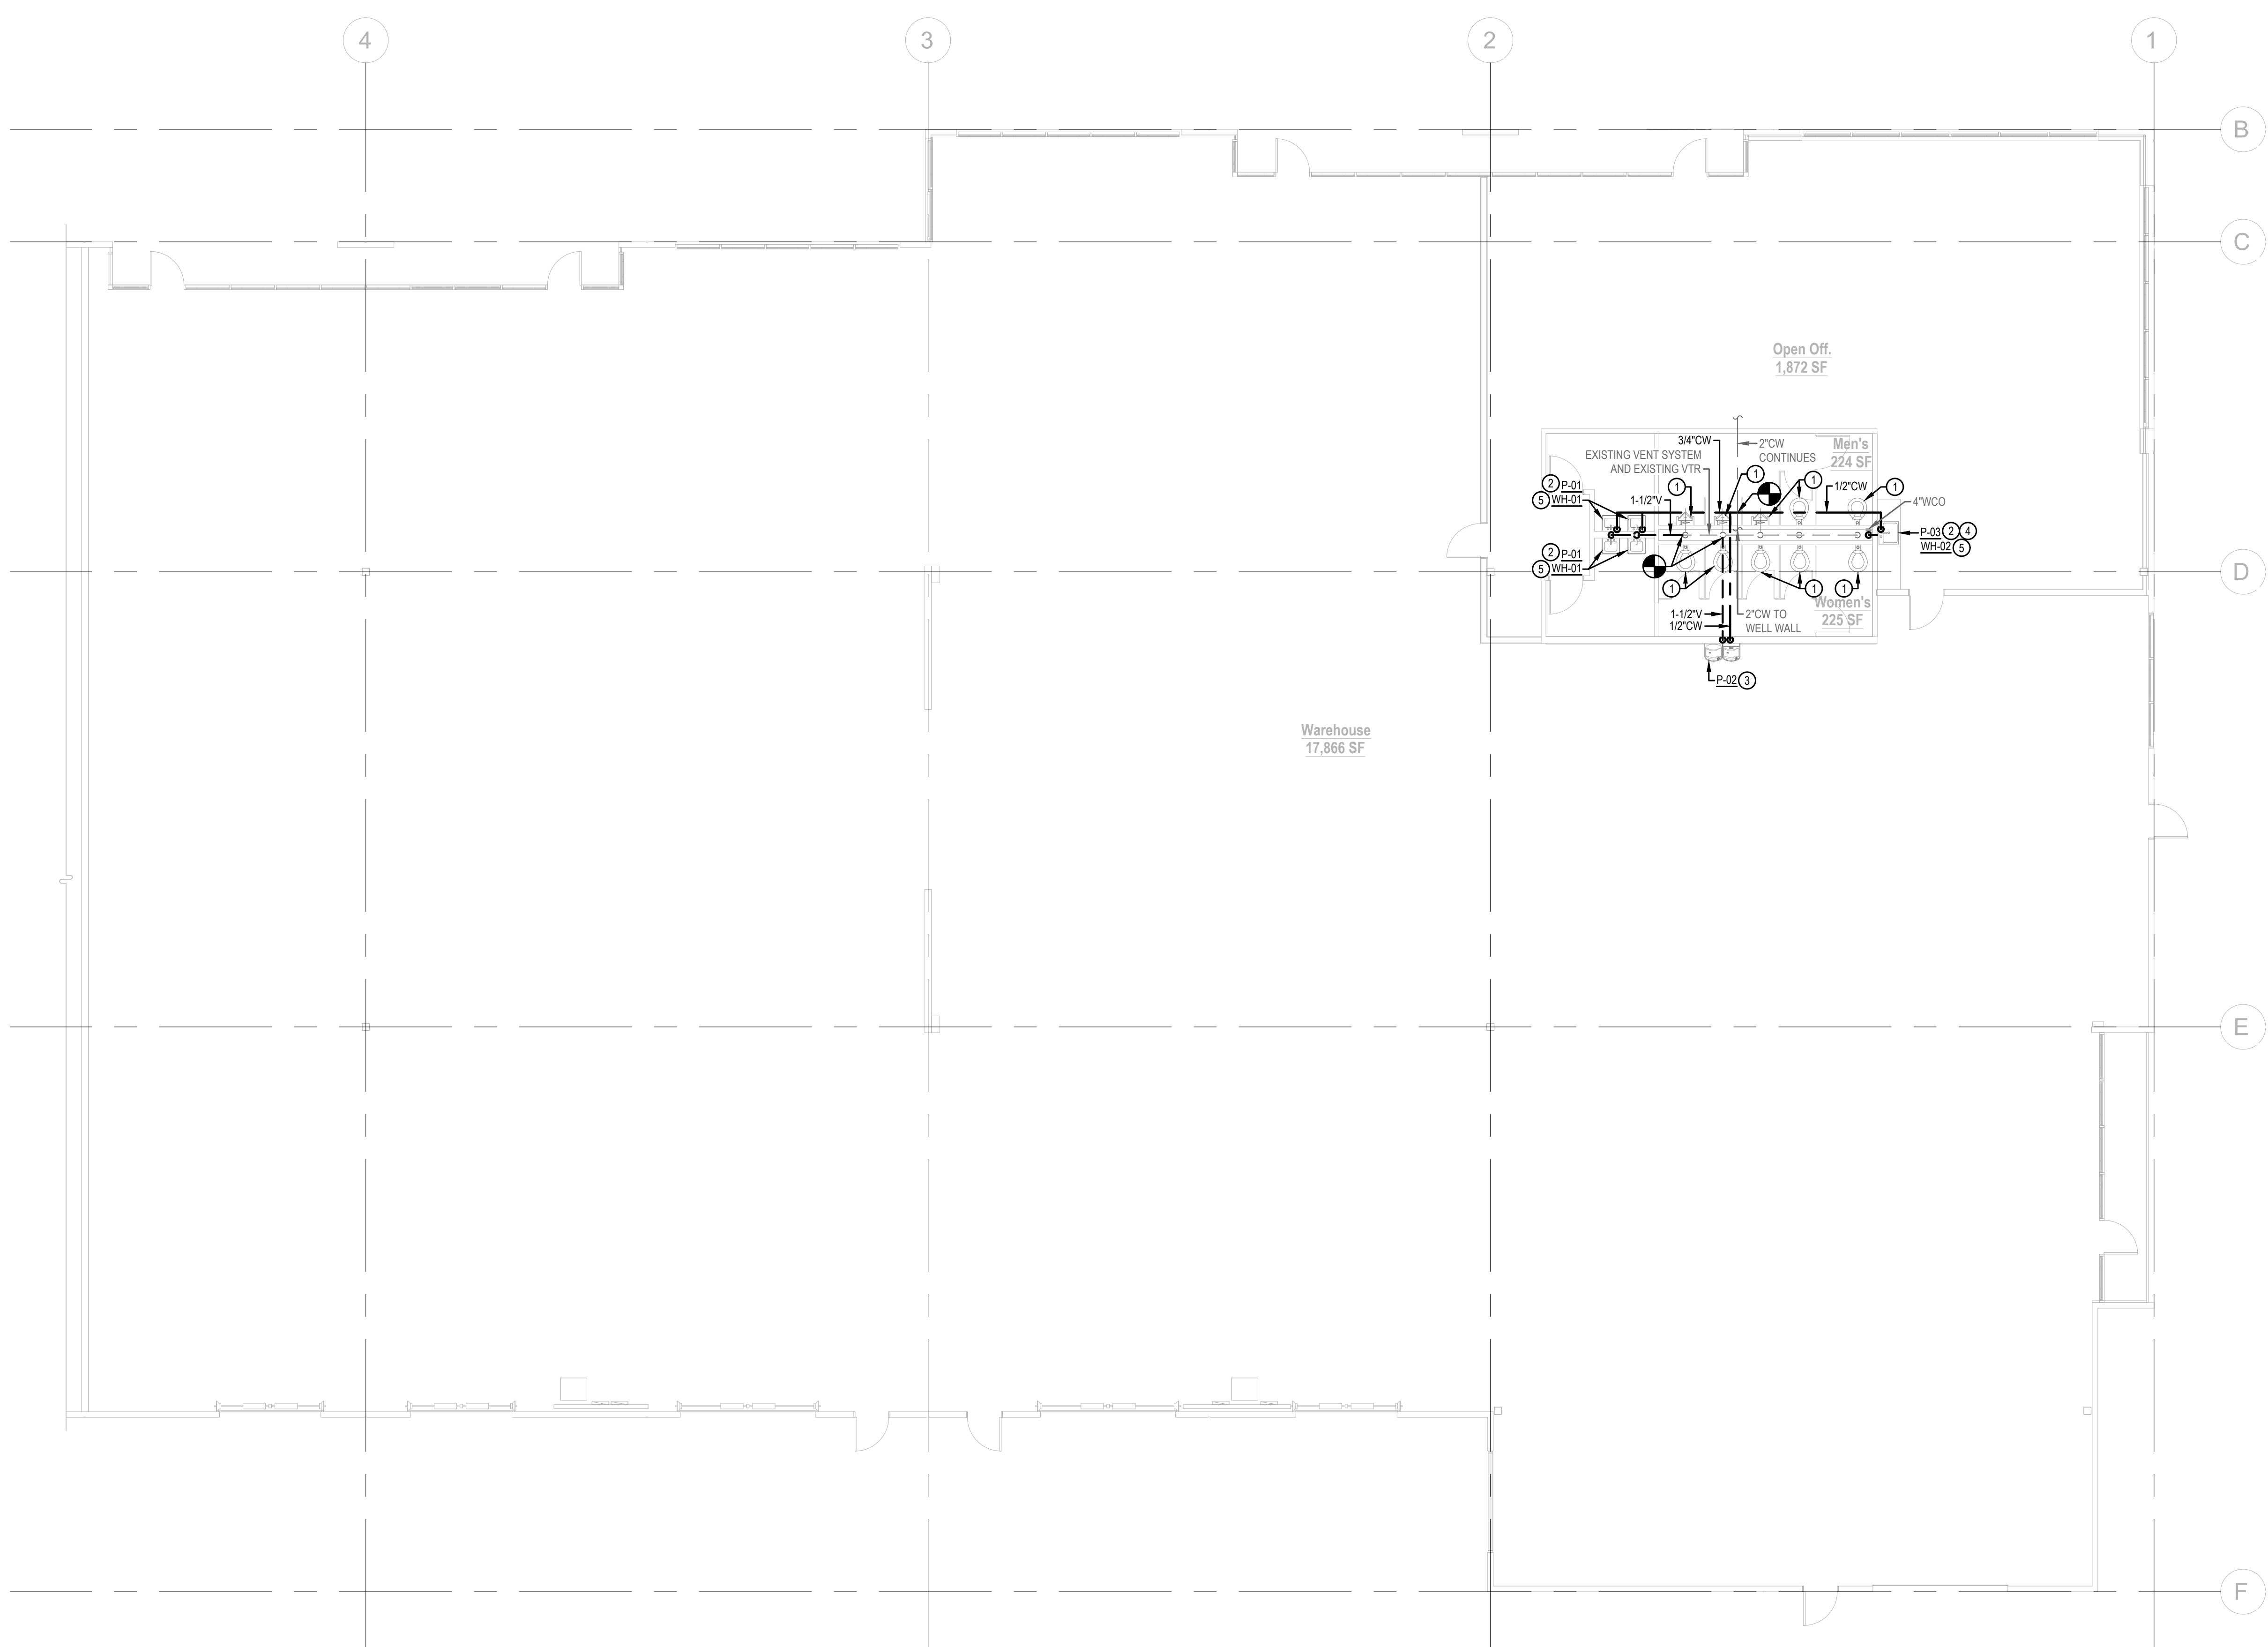 4
3
2
1
B
C
Open Off.
1,872 SF
3/4"CW
2"CW
CONTINUES
Men's
224 SF
EXISTING VENT SYSTEM
AND EXISTING VTR
1
1
1
1
2 P-01
5 WH-01
1-1/2"V
1/2"CW
4"WCO
P-03 2 4
WH-02 5
2 P-01
5 WH-01
D
1
1
1
Women's
225 SF
1-1/2"V
1/2"CW
2"CW TO
WELL WALL
P-02 3
Warehouse
17,866 SF
E
F